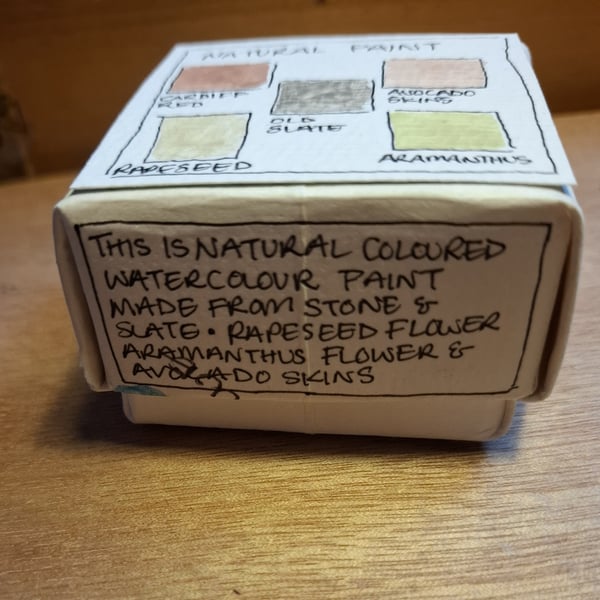 NATURAL PAINT
CARDIFF RED
AVOCADO SKINS
OLD SLATE
RAPESEED
ARAMANTHUS
THIS IS NATURAL COLOURED
WATERCOLOUR PAINT
MADE FROM STONE &
SLATE • RAPESEED FLOWER
ARAMANTHUS FLOWER &
AVOCADO SKINS